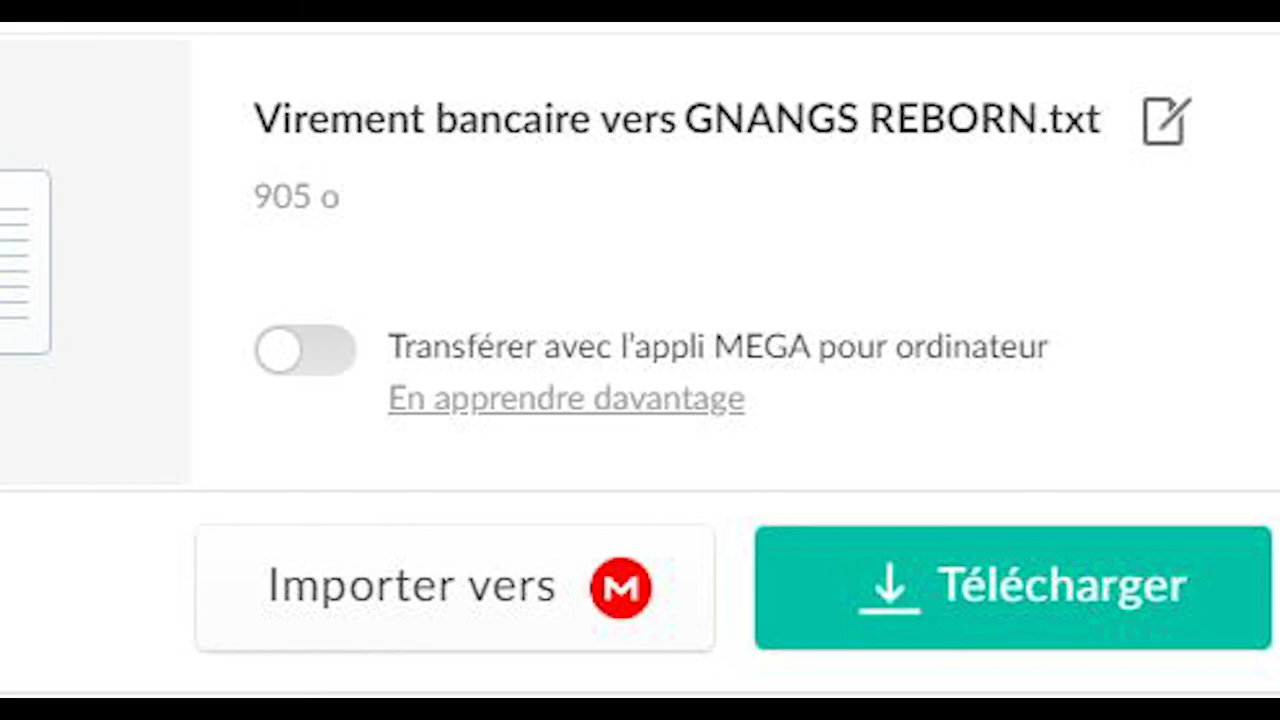 Virement bancaire vers GNANGS REBORN.txt
905 o
Transférer avec l'appli MEGA pour ordinateur
En apprendre davantage
Importer vers M
Télécharger